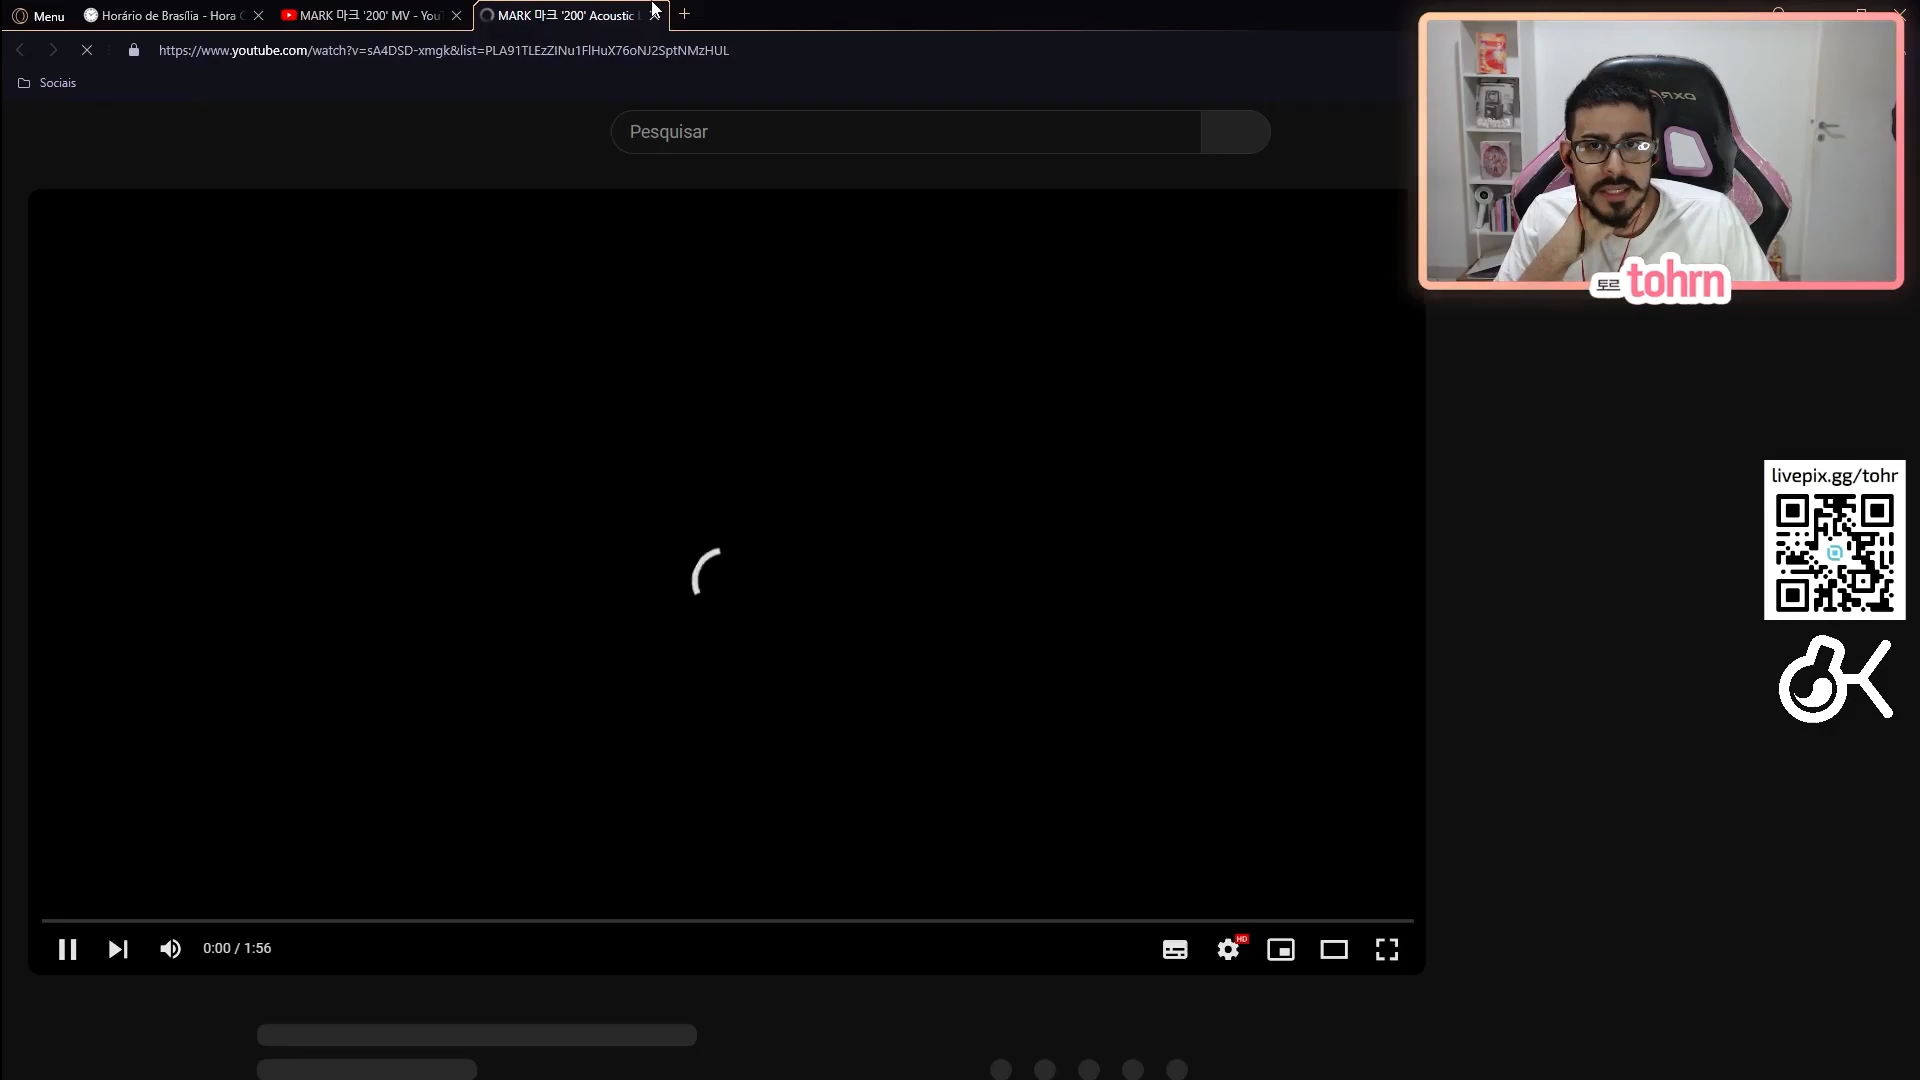 Menu
Horário de Brasília - Hora
MARK 마크 '200' MV - You
MARK 마크 '200' Acoustic
https://www.youtube.com/watch?v=sA4DSD-xmgk&list=PLA91TLEzZINu1FlHuX76oNJ2SptNMzHUL
Sociais
Pesquisar
토르 tohrn
livepix.gg/tohr
0:00 / 1:56
HD